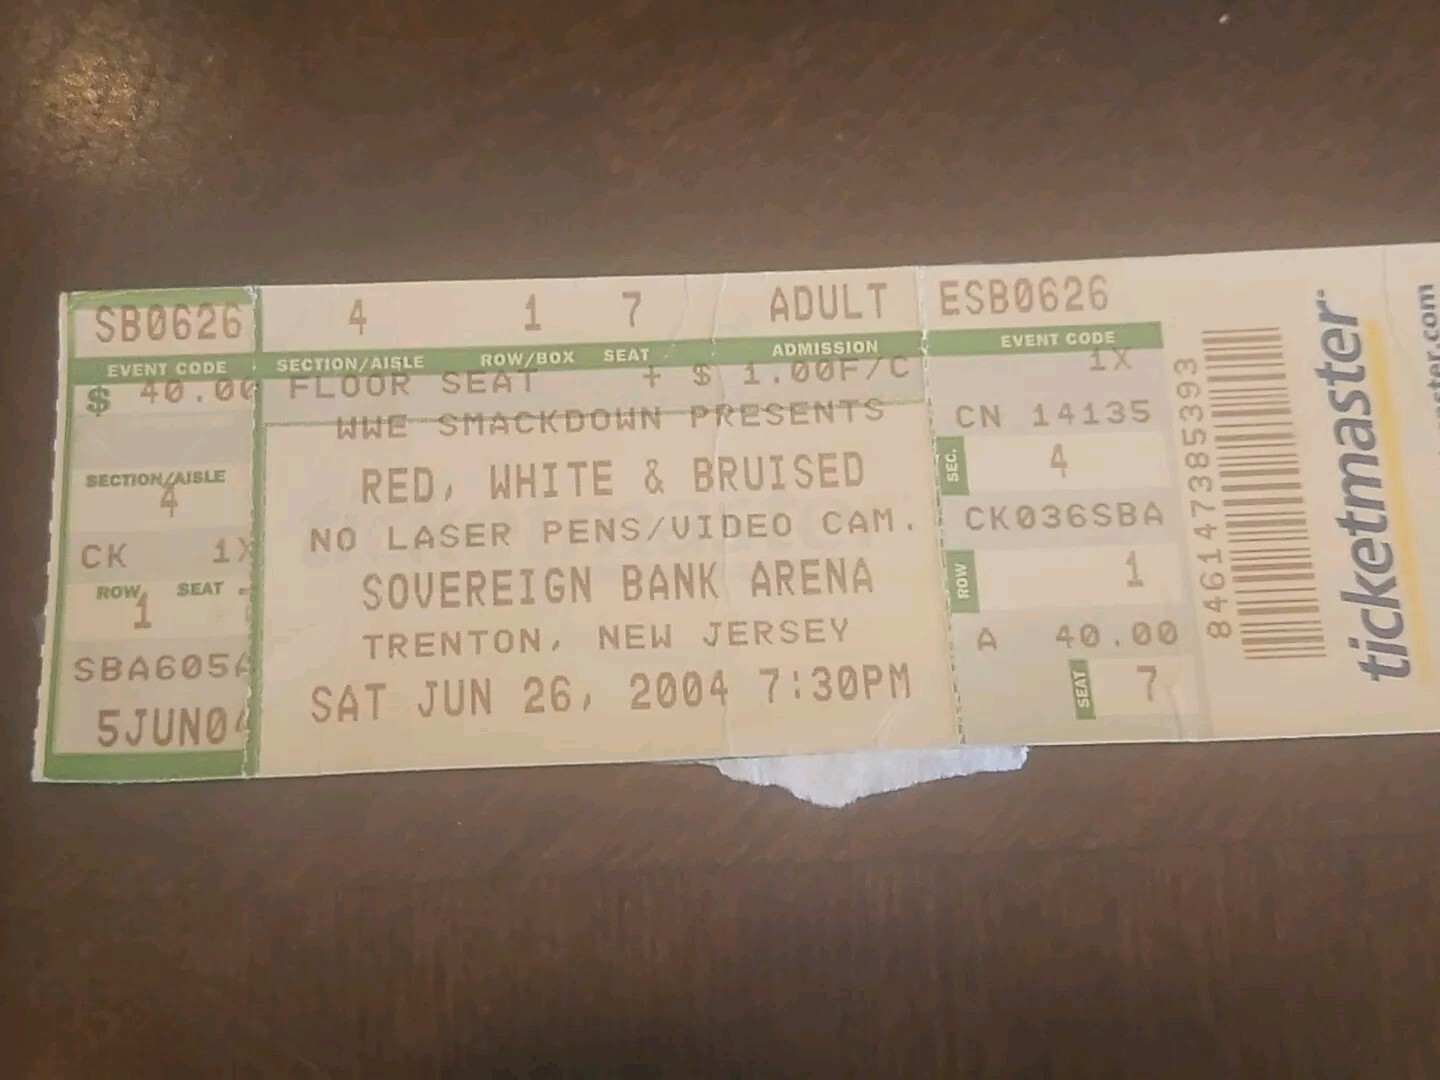 SB0626 4 1 7 ADULT ESB0626
EVENT CODE SECTION/AISLE ROW/BOX SEAT ADMISSION EVENT CODE
$ 40.00 FLOOR SEAT + $ 1.00F/C 1X
WWE SMACKDOWN PRESENTS CN 14135
RED, WHITE & BRUISED SEC. 4
SECTION/AISLE
4
NO LASER PENS/VIDEO CAM. CK036SBA
CK 1X SOVEREIGN BANK ARENA ROW 1
ROW SEAT
1
TRENTON, NEW JERSEY A 40.00
SBA605A
SAT JUN 26, 2004 7:30PM SEAT 7
5JUN04
846147385393
ticketmaster
ster.com